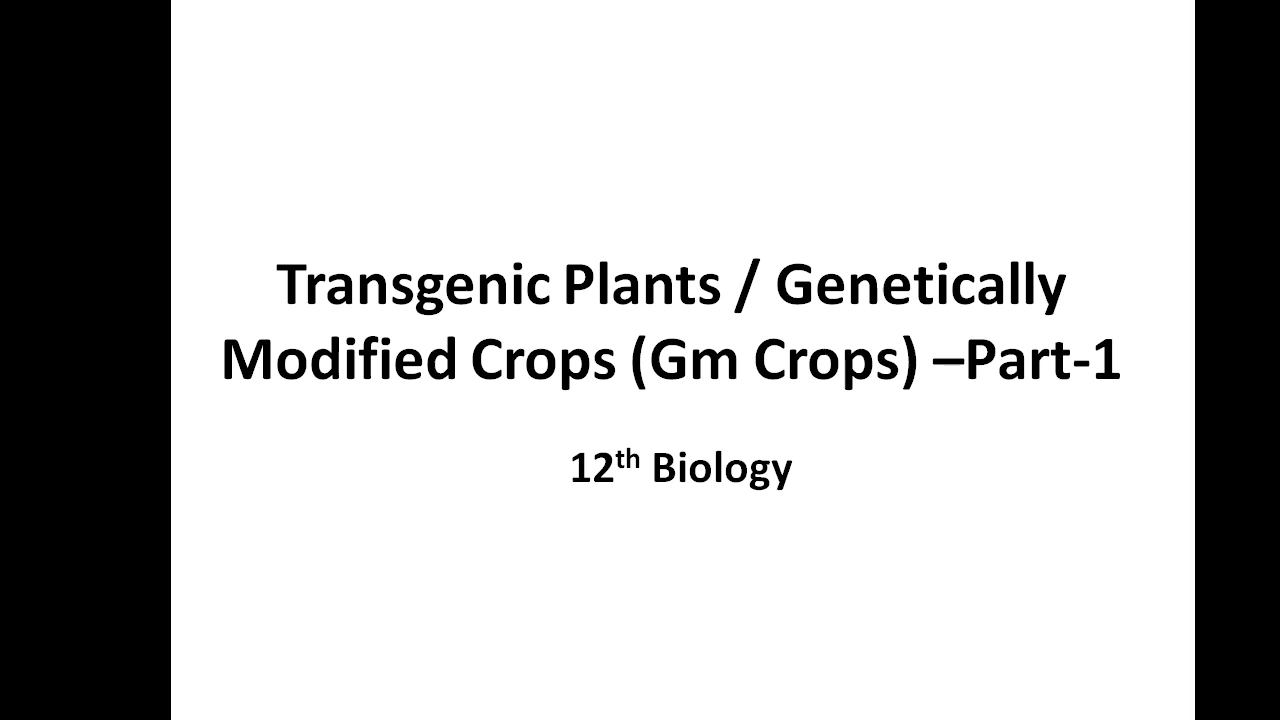 Transgenic Plants / Genetically
Modified Crops (Gm Crops) –Part-1
12th Biology